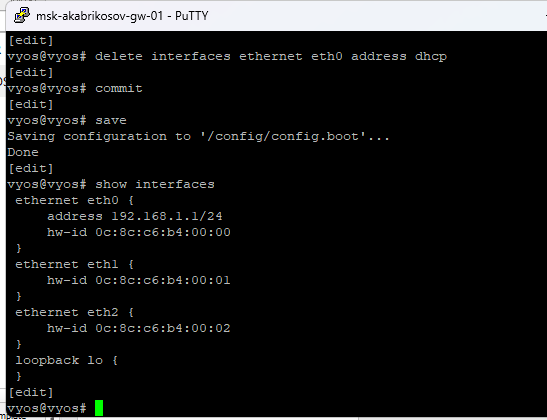 msk-akabrikosov-gw-01 - PuTTY
[edit]
vyos@vyos# delete interfaces ethernet eth0 address dhcp
[edit]
vyos@vyos# commit
[edit]
vyos@vyos# save
Saving configuration to '/config/config.boot'...
Done
[edit]
vyos@vyos# show interfaces
 ethernet eth0 {
     address 192.168.1.1/24
     hw-id 0c:8c:c6:b4:00:00
 }
 ethernet eth1 {
     hw-id 0c:8c:c6:b4:00:01
 }
 ethernet eth2 {
     hw-id 0c:8c:c6:b4:00:02
 }
 loopback lo {
 }
[edit]
vyos@vyos#